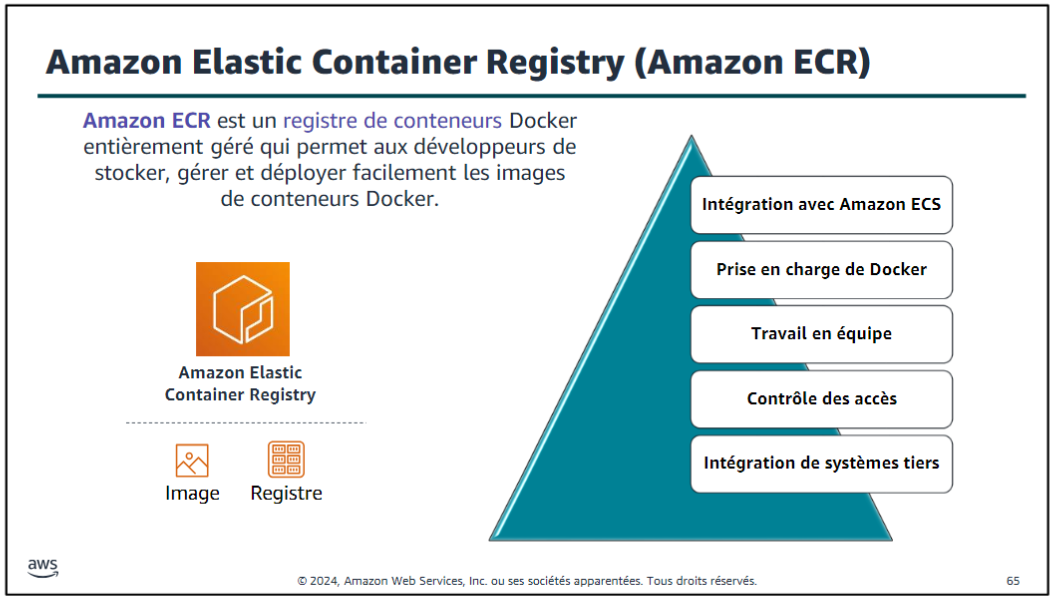 Amazon Elastic Container Registry (Amazon ECR)
Amazon ECR est un registre de conteneurs Docker
entièrement géré qui permet aux développeurs de
stocker, gérer et déployer facilement les images
de conteneurs Docker.
Amazon Elastic
Container Registry
Image
Registre
Intégration avec Amazon ECS
Prise en charge de Docker
Travail en équipe
Contrôle des accès
Intégration de systèmes tiers
aws
© 2024, Amazon Web Services, Inc. ou ses sociétés apparentées. Tous droits réservés.
65